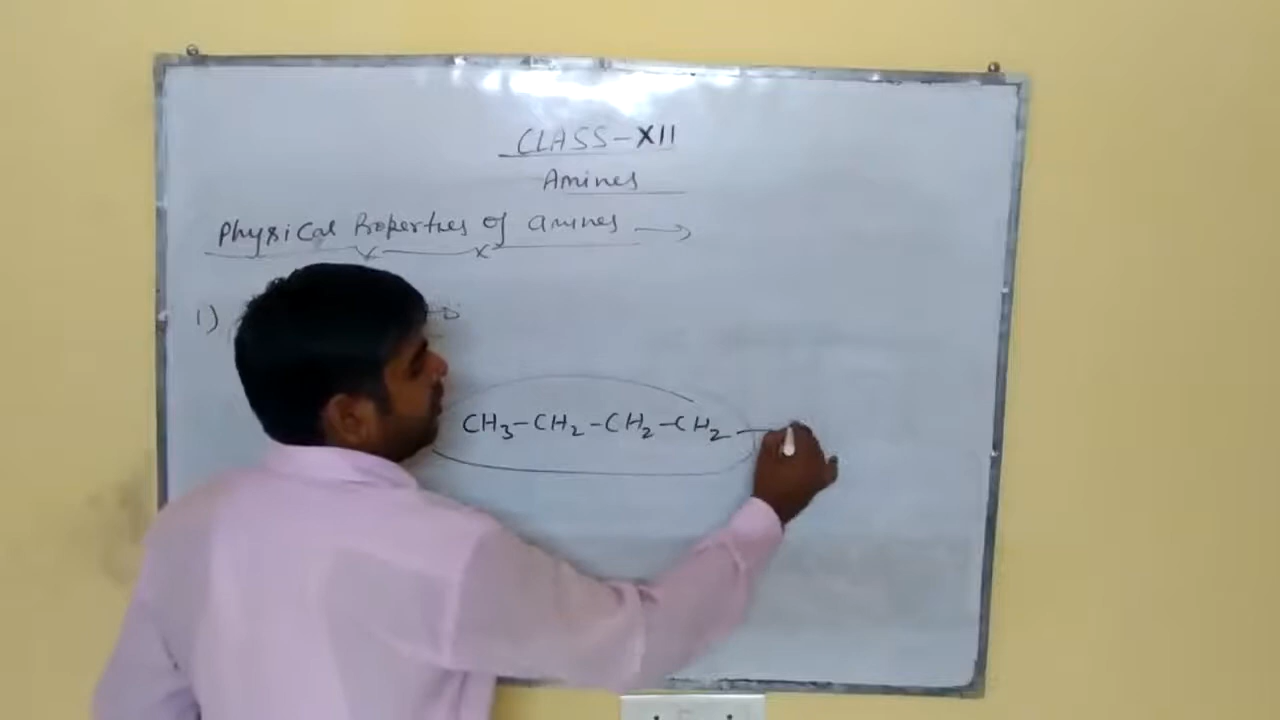 CLASS-XII
Amines
Physical Properties of amines →
1)
CH3-CH2-CH2-CH2-